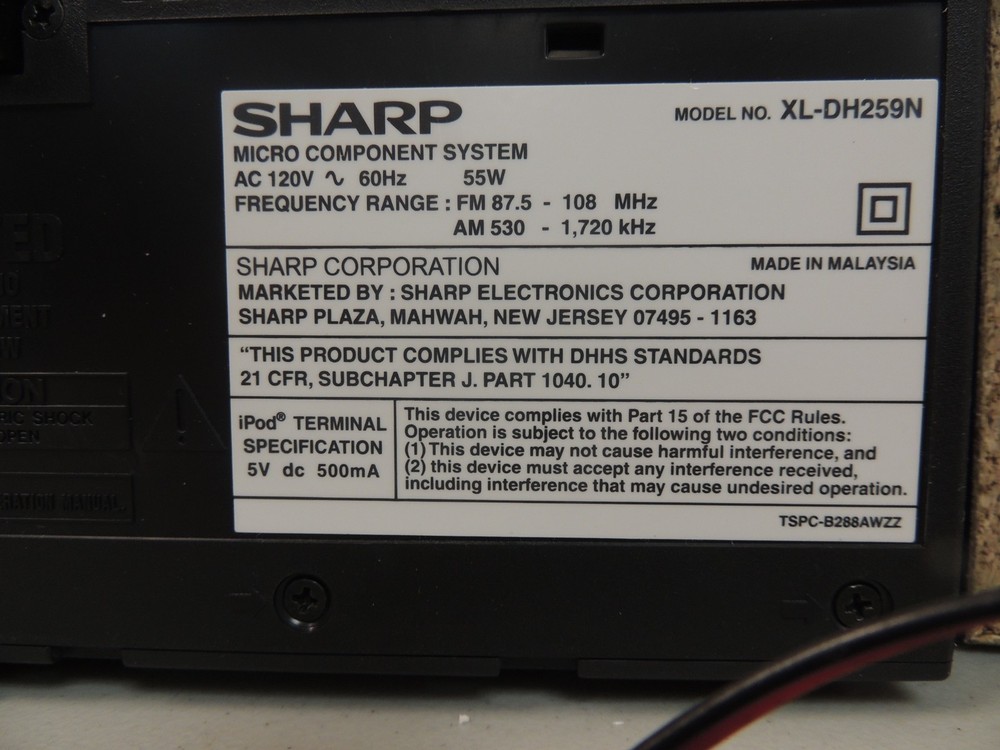 SHARP
MODEL NO. XL-DH259N
MICRO COMPONENT SYSTEM
AC 120V ∿ 60Hz 55W
FREQUENCY RANGE : FM 87.5 - 108 MHz
AM 530 - 1,720 kHz
SHARP CORPORATION
MADE IN MALAYSIA
MARKETED BY : SHARP ELECTRONICS CORPORATION
SHARP PLAZA, MAHWAH, NEW JERSEY 07495 - 1163
“THIS PRODUCT COMPLIES WITH DHHS STANDARDS
21 CFR, SUBCHAPTER J. PART 1040. 10”
iPod® TERMINAL
SPECIFICATION
5V dc 500mA
This device complies with Part 15 of the FCC Rules.
Operation is subject to the following two conditions:
(1) This device may not cause harmful interference, and
(2) this device must accept any interference received,
including interference that may cause undesired operation.
TSPC-B288AWZZ
SHOCK
OPEN
MANUAL.